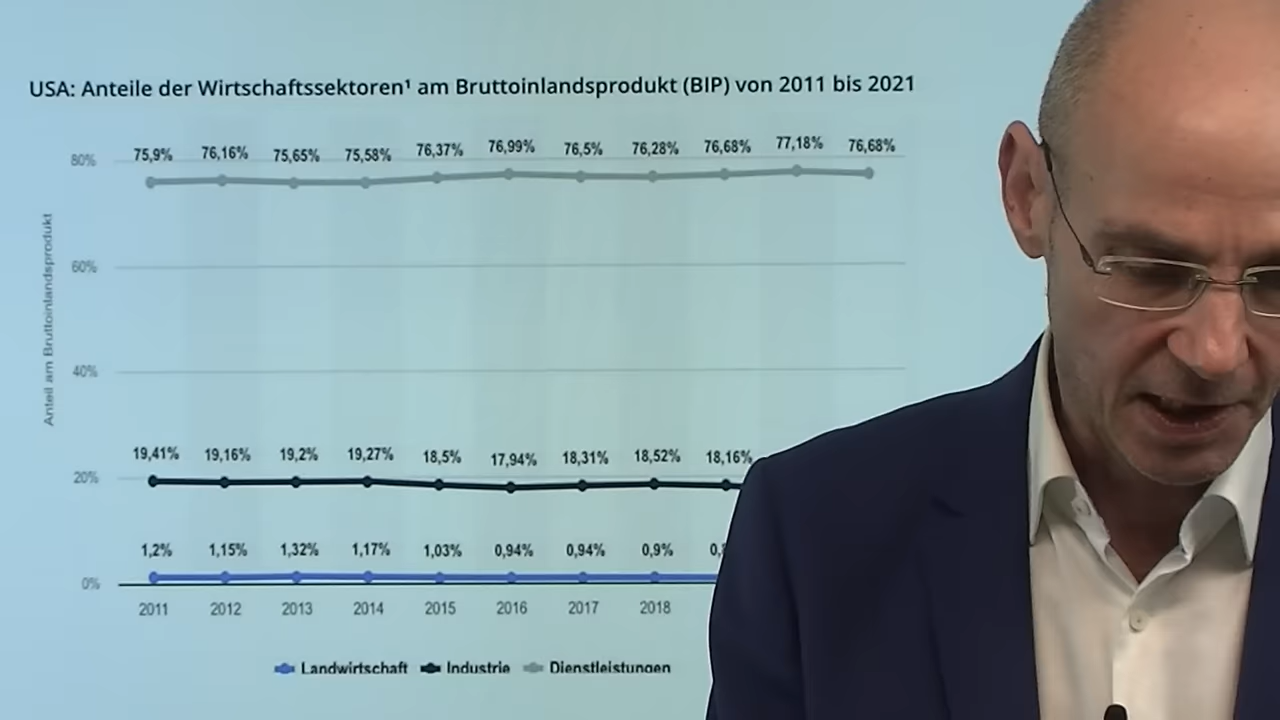 USA: Anteile der Wirtschaftssektoren¹ am Bruttoinlandsprodukt (BIP) von 2011 bis 2021
Anteil am Bruttoinlandsprodukt
80%
60%
40%
20%
0%
75,9% 76,16% 75,65% 75,58% 76,37% 76,99% 76,5% 76,28% 76,68% 77,18% 76,68%
19,41% 19,16% 19,2% 19,27% 18,5% 17,94% 18,31% 18,52% 18,16%
1,2% 1,15% 1,32% 1,17% 1,03% 0,94% 0,94% 0,9%
2011 2012 2013 2014 2015 2016 2017 2018
Landwirtschaft Industrie Dienstleistungen